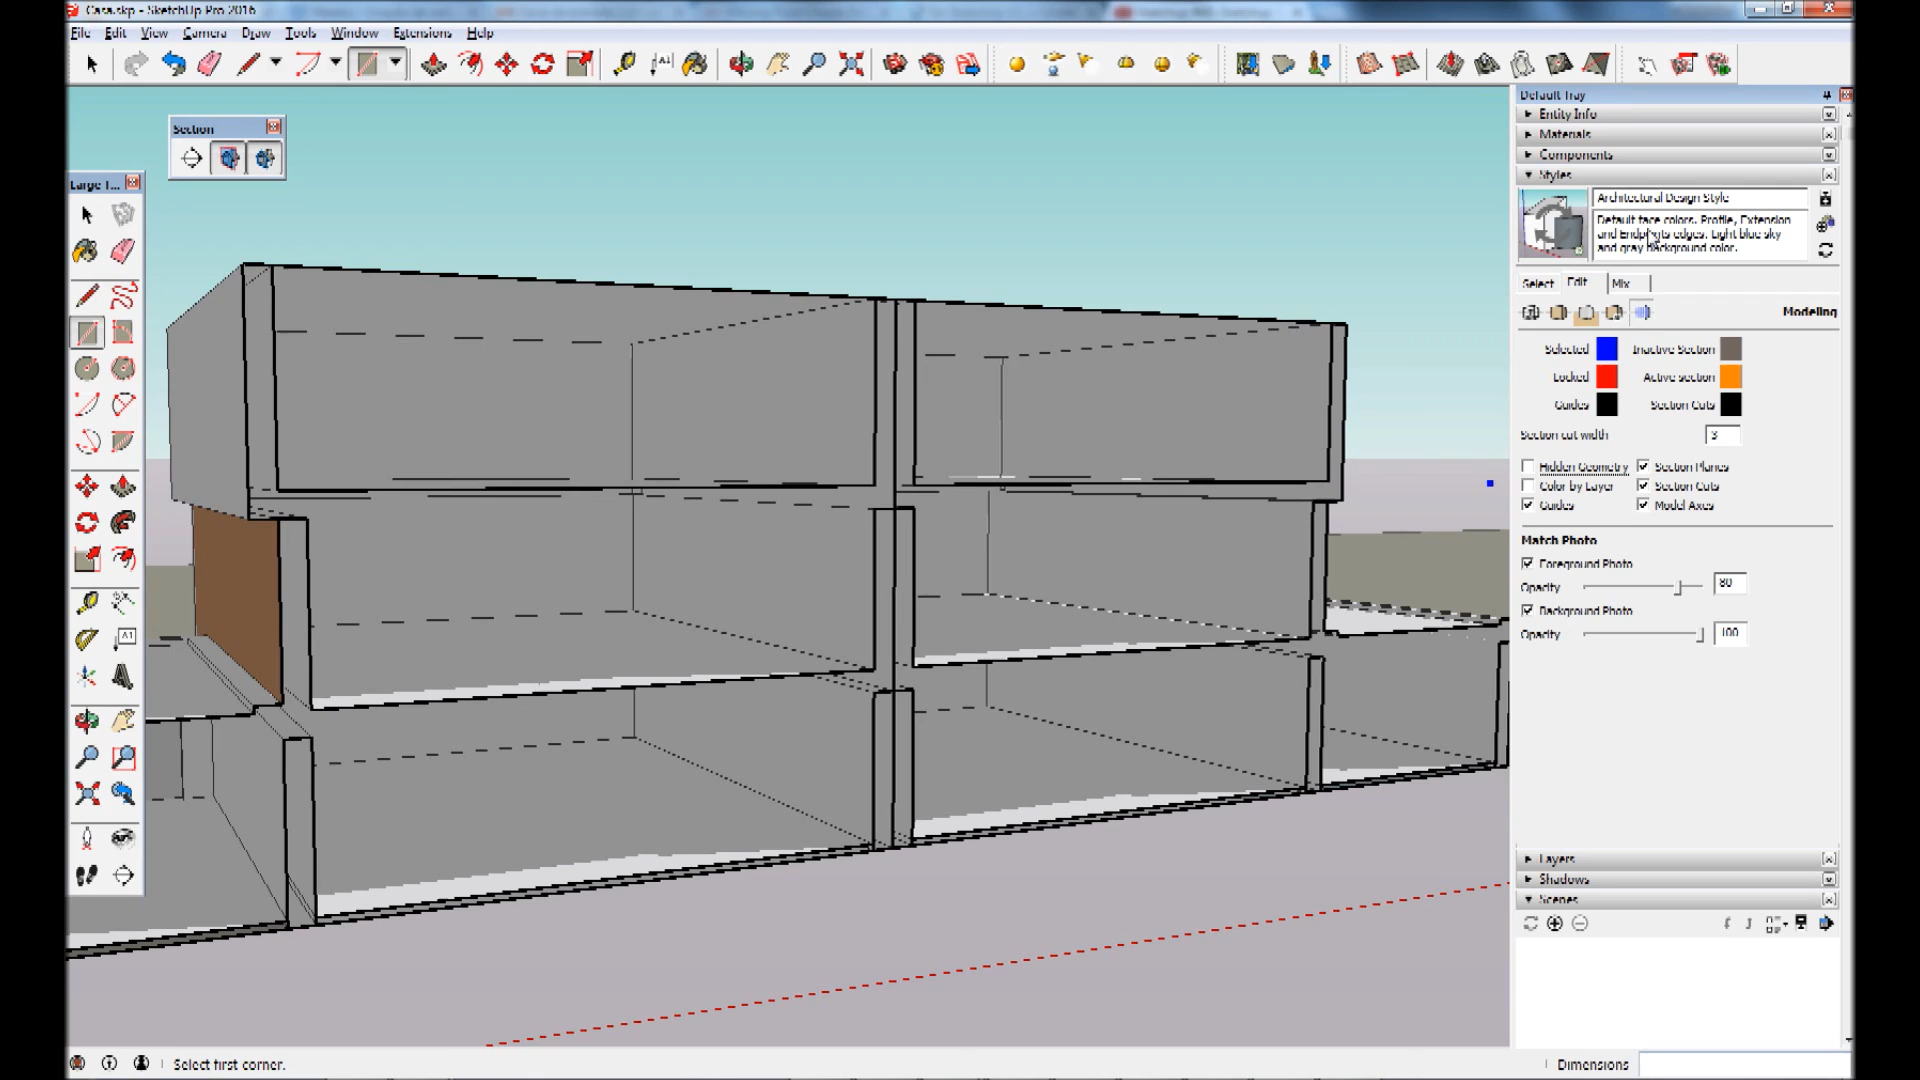 Casa.skp - SketchUp Pro 2016
File Edit View Camera Draw Tools Window Extensions Help
Section
Large T...
A1
A1
Default Tray
Entity Info
Materials
Components
Styles
Architectural Design Style
Default face colors. Profile, Extension
and Endpoints edges. Light blue sky
and gray background color.
Select Edit Mix
Modeling
Selected Inactive Section
Locked Active section
Guides Section Cuts
Section cut width 3
Hidden Geometry Section Planes
Color by Layer Section Cuts
Guides Model Axes
Match Photo
Foreground Photo
Opacity 80
Background Photo
Opacity 100
Layers
Shadows
Scenes
Select first corner.
Dimensions